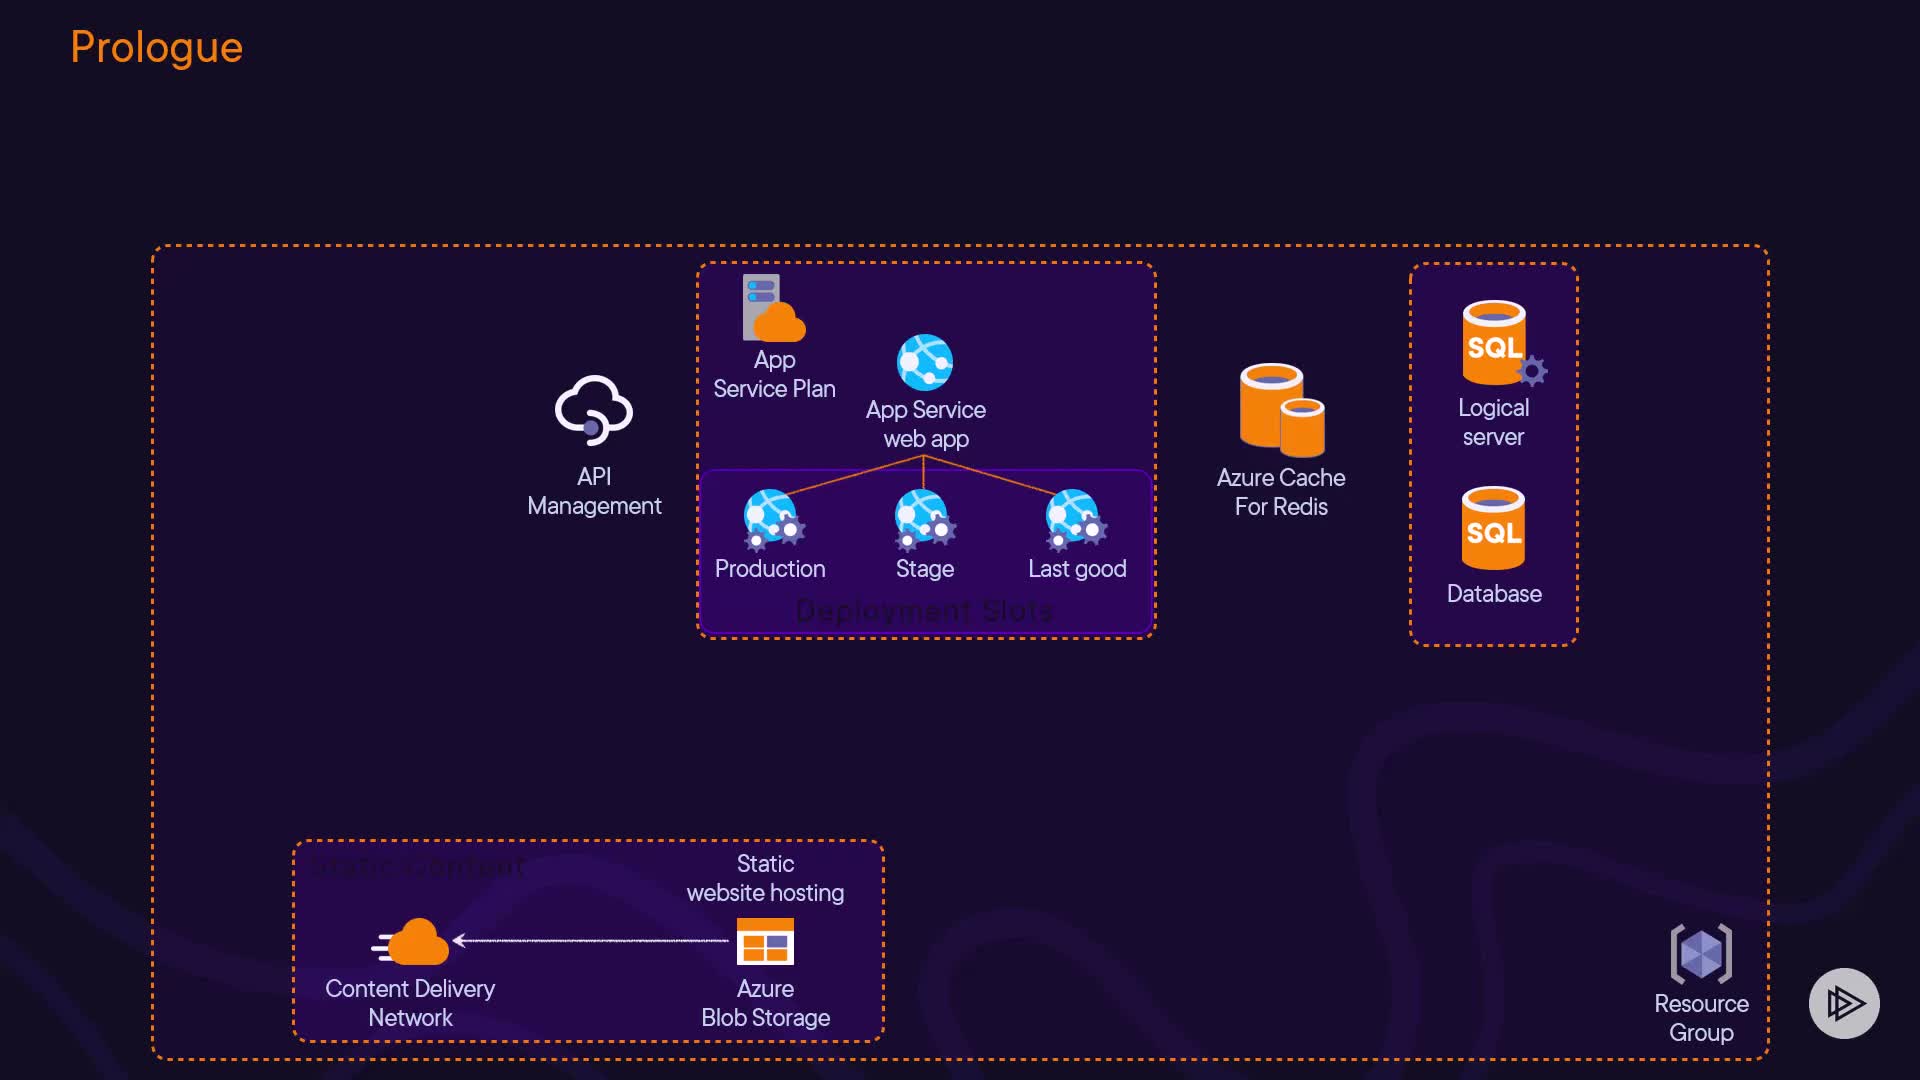 Prologue
App
Service Plan
App Service
web app
API
Management
Production
Stage
Last good
Deployment Slots
Azure Cache
For Redis
SQL
Logical
server
SQL
Database
Static Content
Static
website hosting
Content Delivery
Network
Azure
Blob Storage
Resource
Group